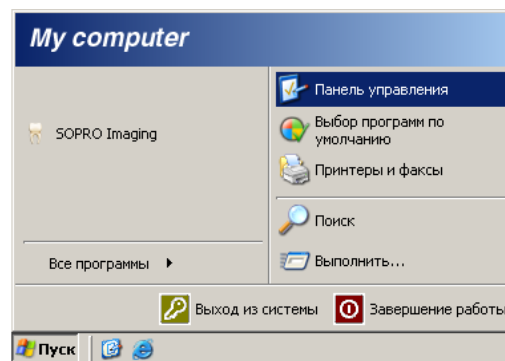 My computer
SOPRO Imaging
Все программы
Панель управления
Выбор программ по
умолчанию
Принтеры и факсы
Поиск
Выполнить...
Выход из системы
Завершение работы
Пуск